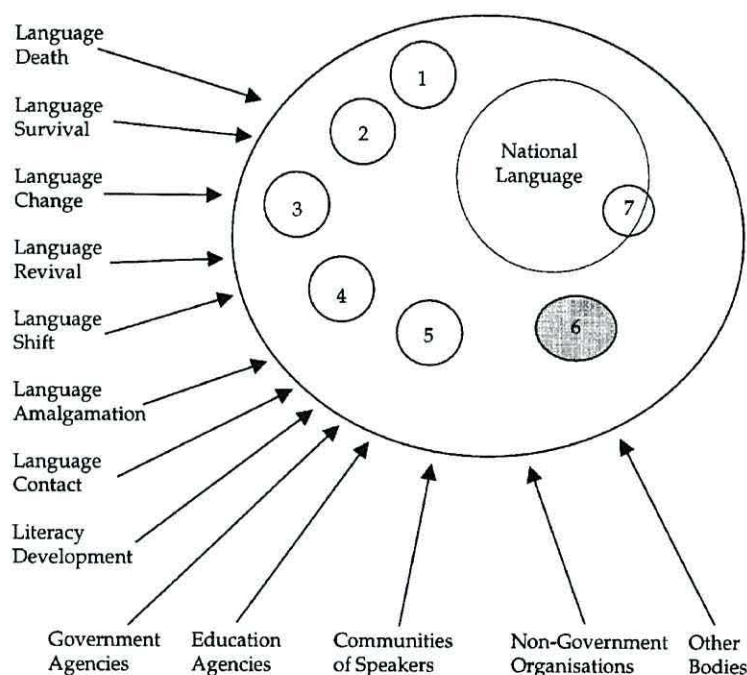 Language
Death
Language
Survival
Language
Change
Language
Revival
Language
Shift
Language
Amalgamation
Language
Contact
Literacy
Development
Government
Agencies
Education
Agencies
Communities
of Speakers
Non-Government
Organisations
Other
Bodies
1
2
3
4
5
6
7
National
Language